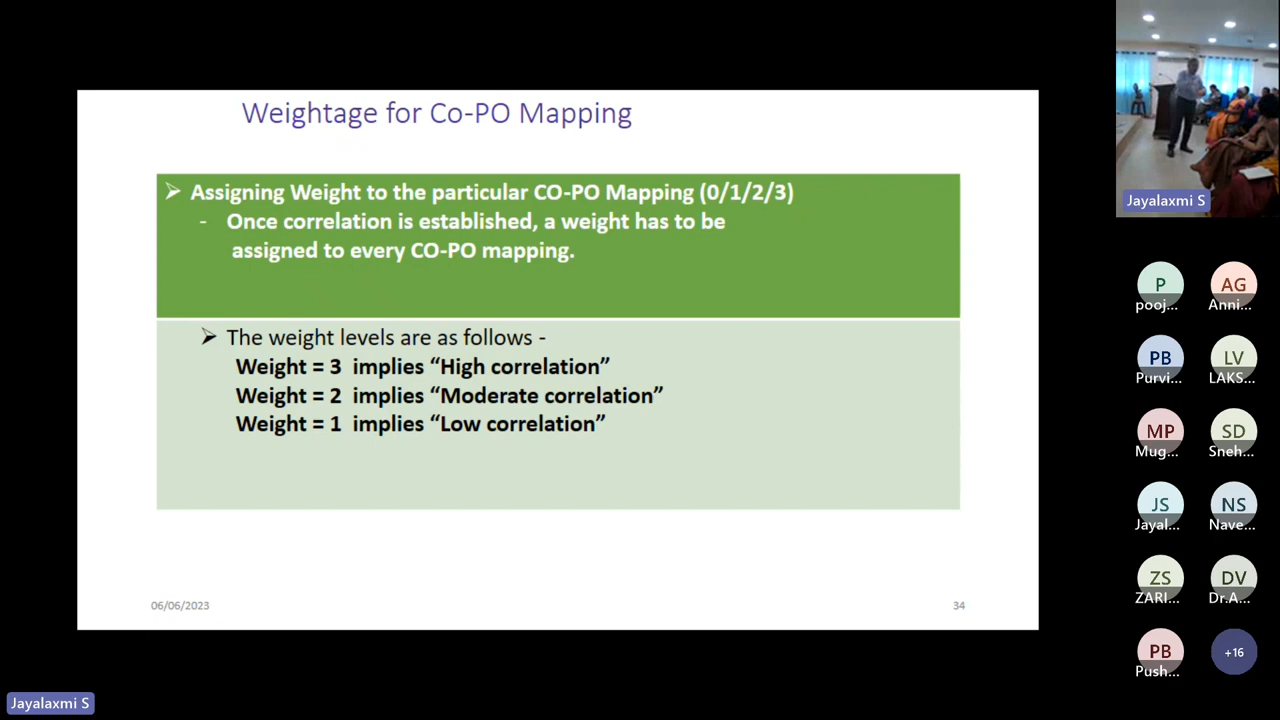 Weightage for Co-PO Mapping
➢ Assigning Weight to the particular CO-PO Mapping (0/1/2/3)
- Once correlation is established, a weight has to be
assigned to every CO-PO mapping.
➢ The weight levels are as follows -
Weight = 3 implies “High correlation”
Weight = 2 implies “Moderate correlation”
Weight = 1 implies “Low correlation”
06/06/2023
34
Jayalaxmi S
P
AG
pooj...
Anni...
PB
LV
Purvi...
LAKS...
MP
SD
Mug...
Sneh...
JS
NS
Jayal...
Nave...
ZS
DV
ZARI...
Dr.A...
PB
+16
Push...
Jayalaxmi S